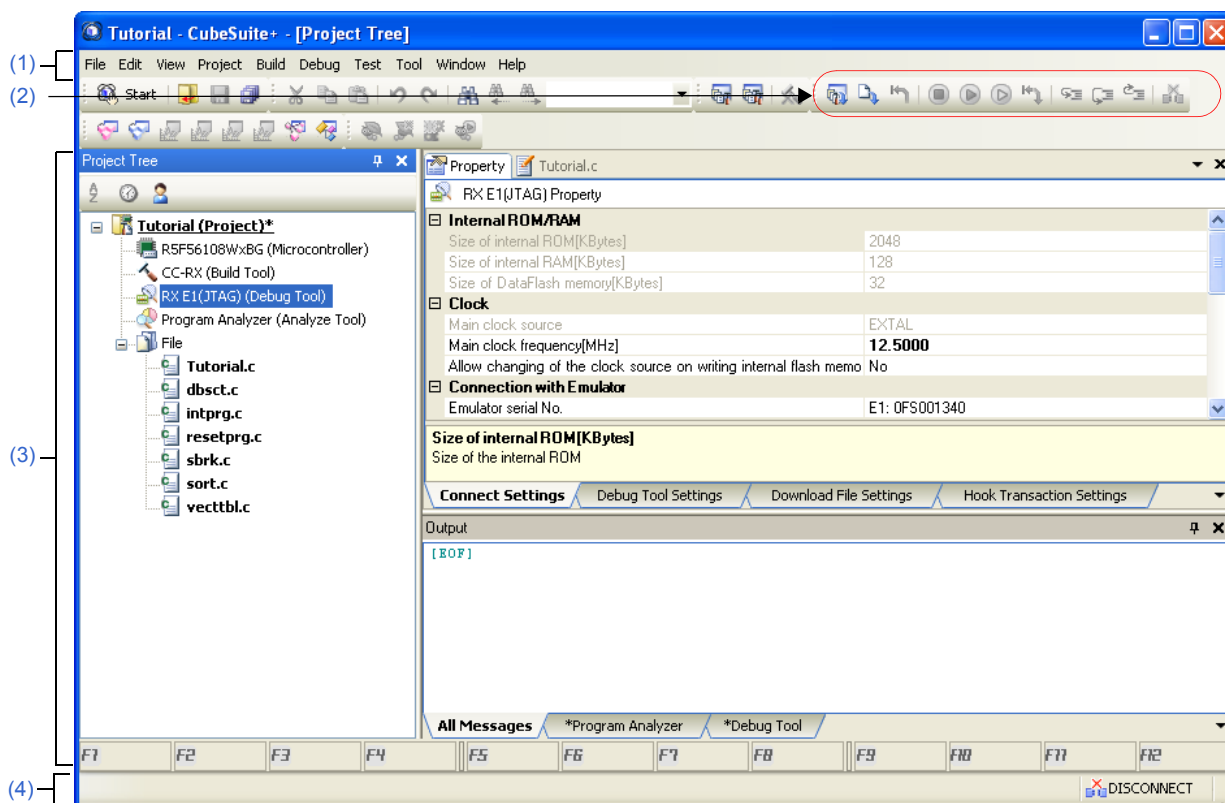 Tutorial - CubeSuite+ - [Project Tree]
(1)
File Edit View Project Build Debug Test Tool Window Help
(2)
Start
(3)
Project Tree
Tutorial (Project)*
R5F56108WxBG (Microcontroller)
CC-RX (Build Tool)
RX E1(JTAG) (Debug Tool)
Program Analyzer (Analyze Tool)
File
Tutorial.c
dbsct.c
intprg.c
resetprg.c
sbrk.c
sort.c
vecttbl.c
Property Tutorial.c
RX E1(JTAG) Property
Internal ROM/RAM
Size of internal ROM[KBytes] 2048
Size of internal RAM[KBytes] 128
Size of DataFlash memory[KBytes] 32
Clock
Main clock source EXTAL
Main clock frequency[MHz] 12.5000
Allow changing of the clock source on writing internal flash memo No
Connection with Emulator
Emulator serial No. E1: 0FS001340
Size of internal ROM[KBytes]
Size of the internal ROM
Connect Settings Debug Tool Settings Download File Settings Hook Transaction Settings
Output
[EOF]
All Messages *Program Analyzer *Debug Tool
F1 F2 F3 F4 F5 F6 F7 F8 F9 F10 F11 F12
(4)
DISCONNECT